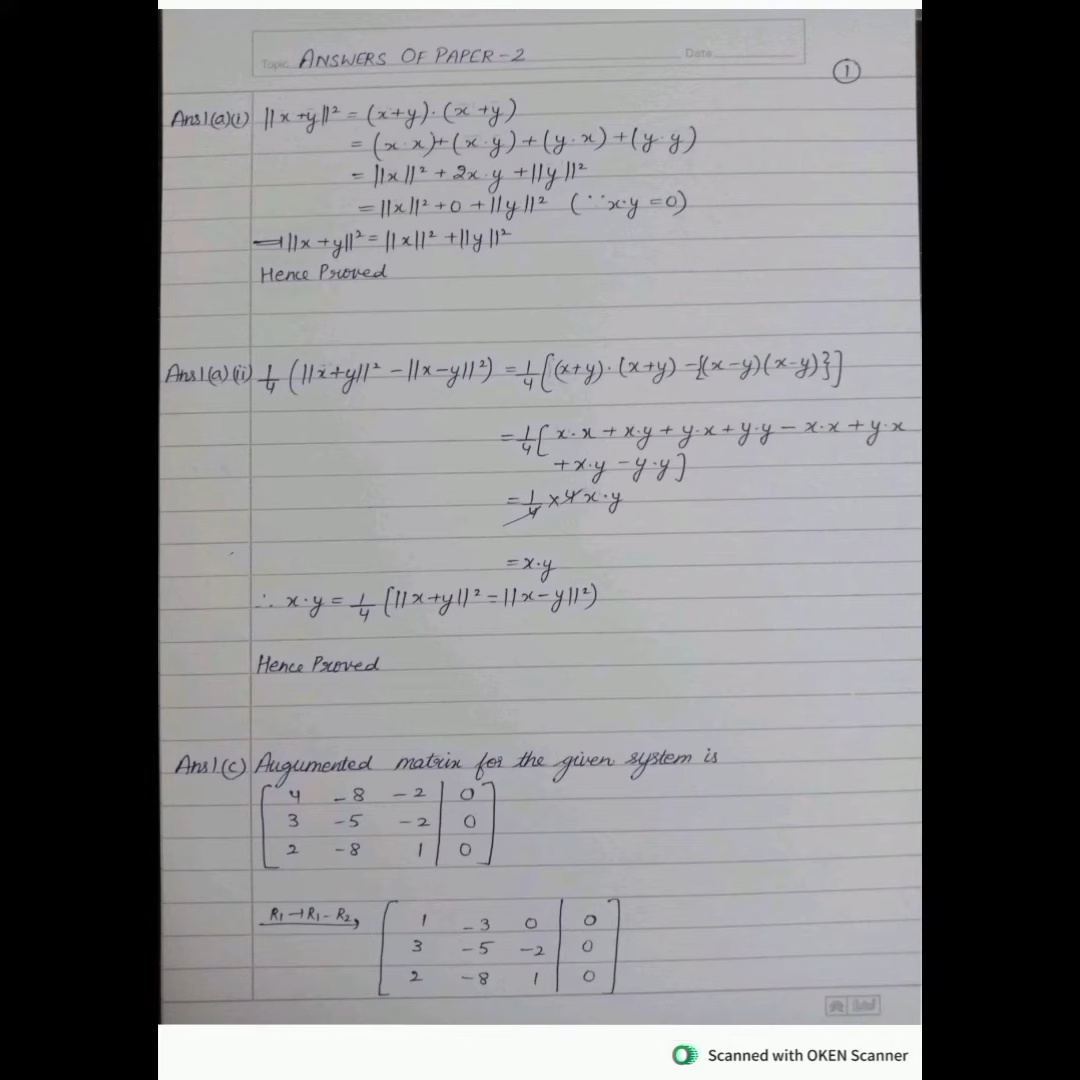 Topic ANSWERS OF PAPER-2 Date
1
Ans1(a)(i) ||x+y||² = (x+y)·(x+y)
= (x·x)+(x·y)+(y·x)+(y·y)
= ||x||² + 2x·y + ||y||²
= ||x||² + 0 + ||y||² (∵ x·y = 0)
||x+y||² = ||x||² + ||y||²
Hence Proved
Ans1(a)(ii) 1/4 (||x+y||² - ||x-y||²) = 1/4 [(x+y)·(x+y) - {(x-y)(x-y)}]
= 1/4 [x·x + x·y + y·x + y·y - x·x + y·x
+ x·y - y·y]
= 1/4 × 4x·y
= x·y
∴ x·y = 1/4 (||x+y||² = ||x-y||²)
Hence Proved
Ans1(c) Augumented matrix for the given system is
4 -8 -2 | 0
3 -5 -2 | 0
2 -8 1 | 0
R₁→R₁-R₂, 1 -3 0 | 0
3 -5 -2 | 0
2 -8 1 | 0
Scanned with OKEN Scanner